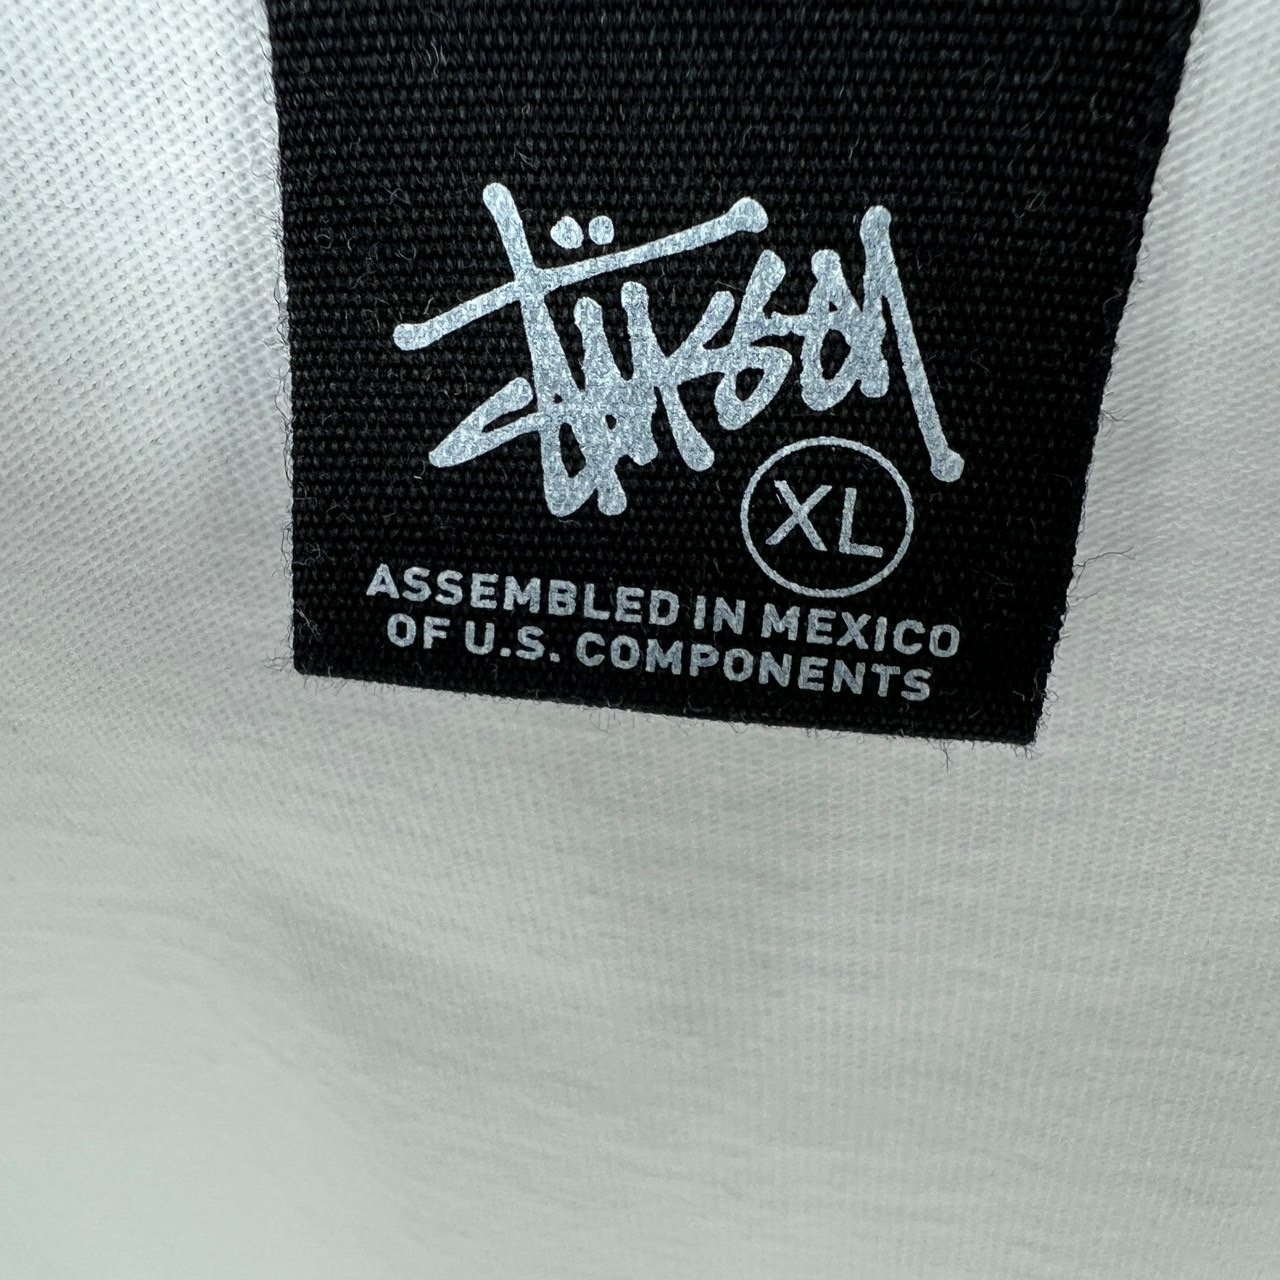 Stüssy
XL
ASSEMBLED IN MEXICO
OF U.S. COMPONENTS